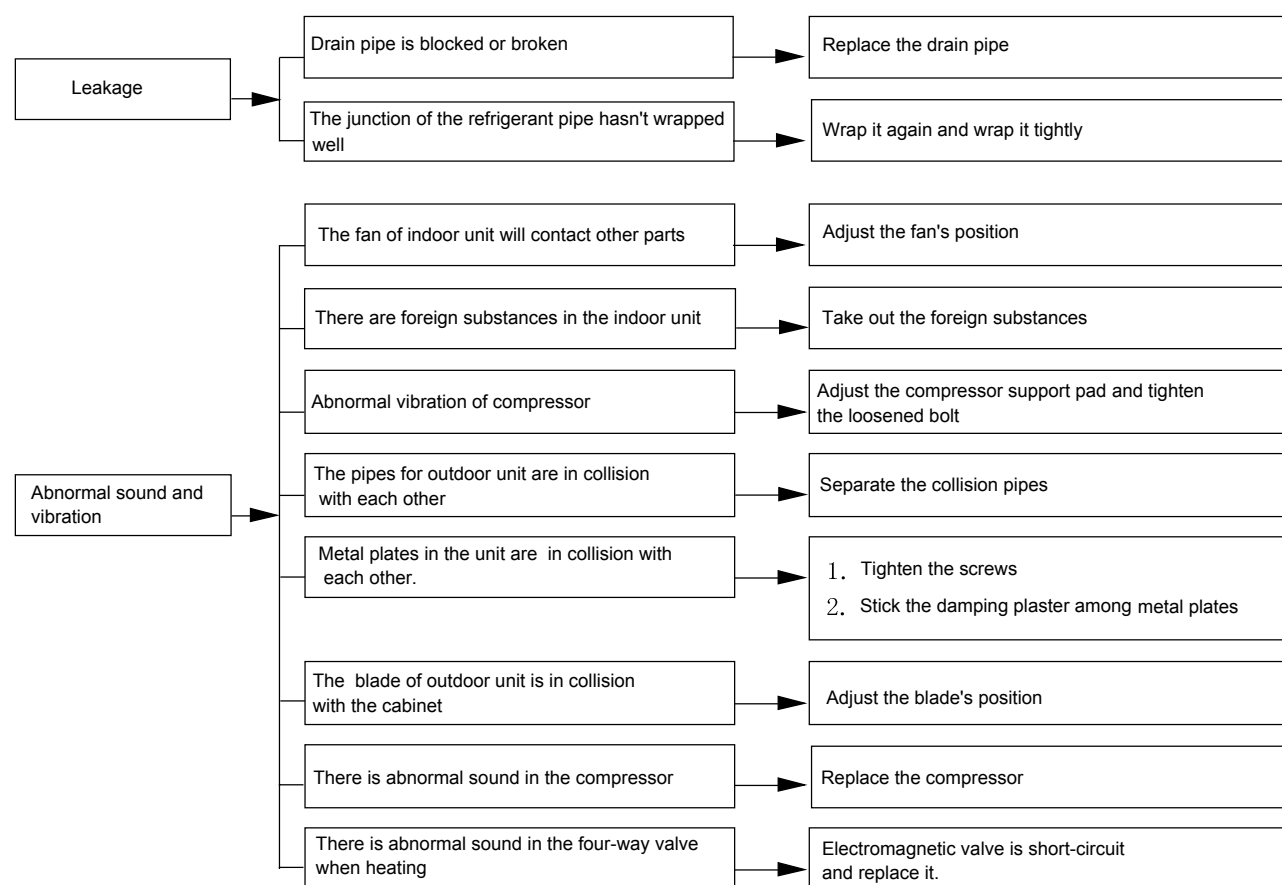 Leakage
Drain pipe is blocked or broken
Replace the drain pipe
The junction of the refrigerant pipe hasn't wrapped
well
Wrap it again and wrap it tightly
Abnormal sound and
vibration
The fan of indoor unit will contact other parts
Adjust the fan's position
There are foreign substances in the indoor unit
Take out the foreign substances
Abnormal vibration of compressor
Adjust the compressor support pad and tighten
the loosened bolt
The pipes for outdoor unit are in collision
with each other
Separate the collision pipes
Metal plates in the unit are in collision with
each other.
1. Tighten the screws
2. Stick the damping plaster among metal plates
The blade of outdoor unit is in collision
with the cabinet
Adjust the blade's position
There is abnormal sound in the compressor
Replace the compressor
There is abnormal sound in the four-way valve
when heating
Electromagnetic valve is short-circuit
and replace it.